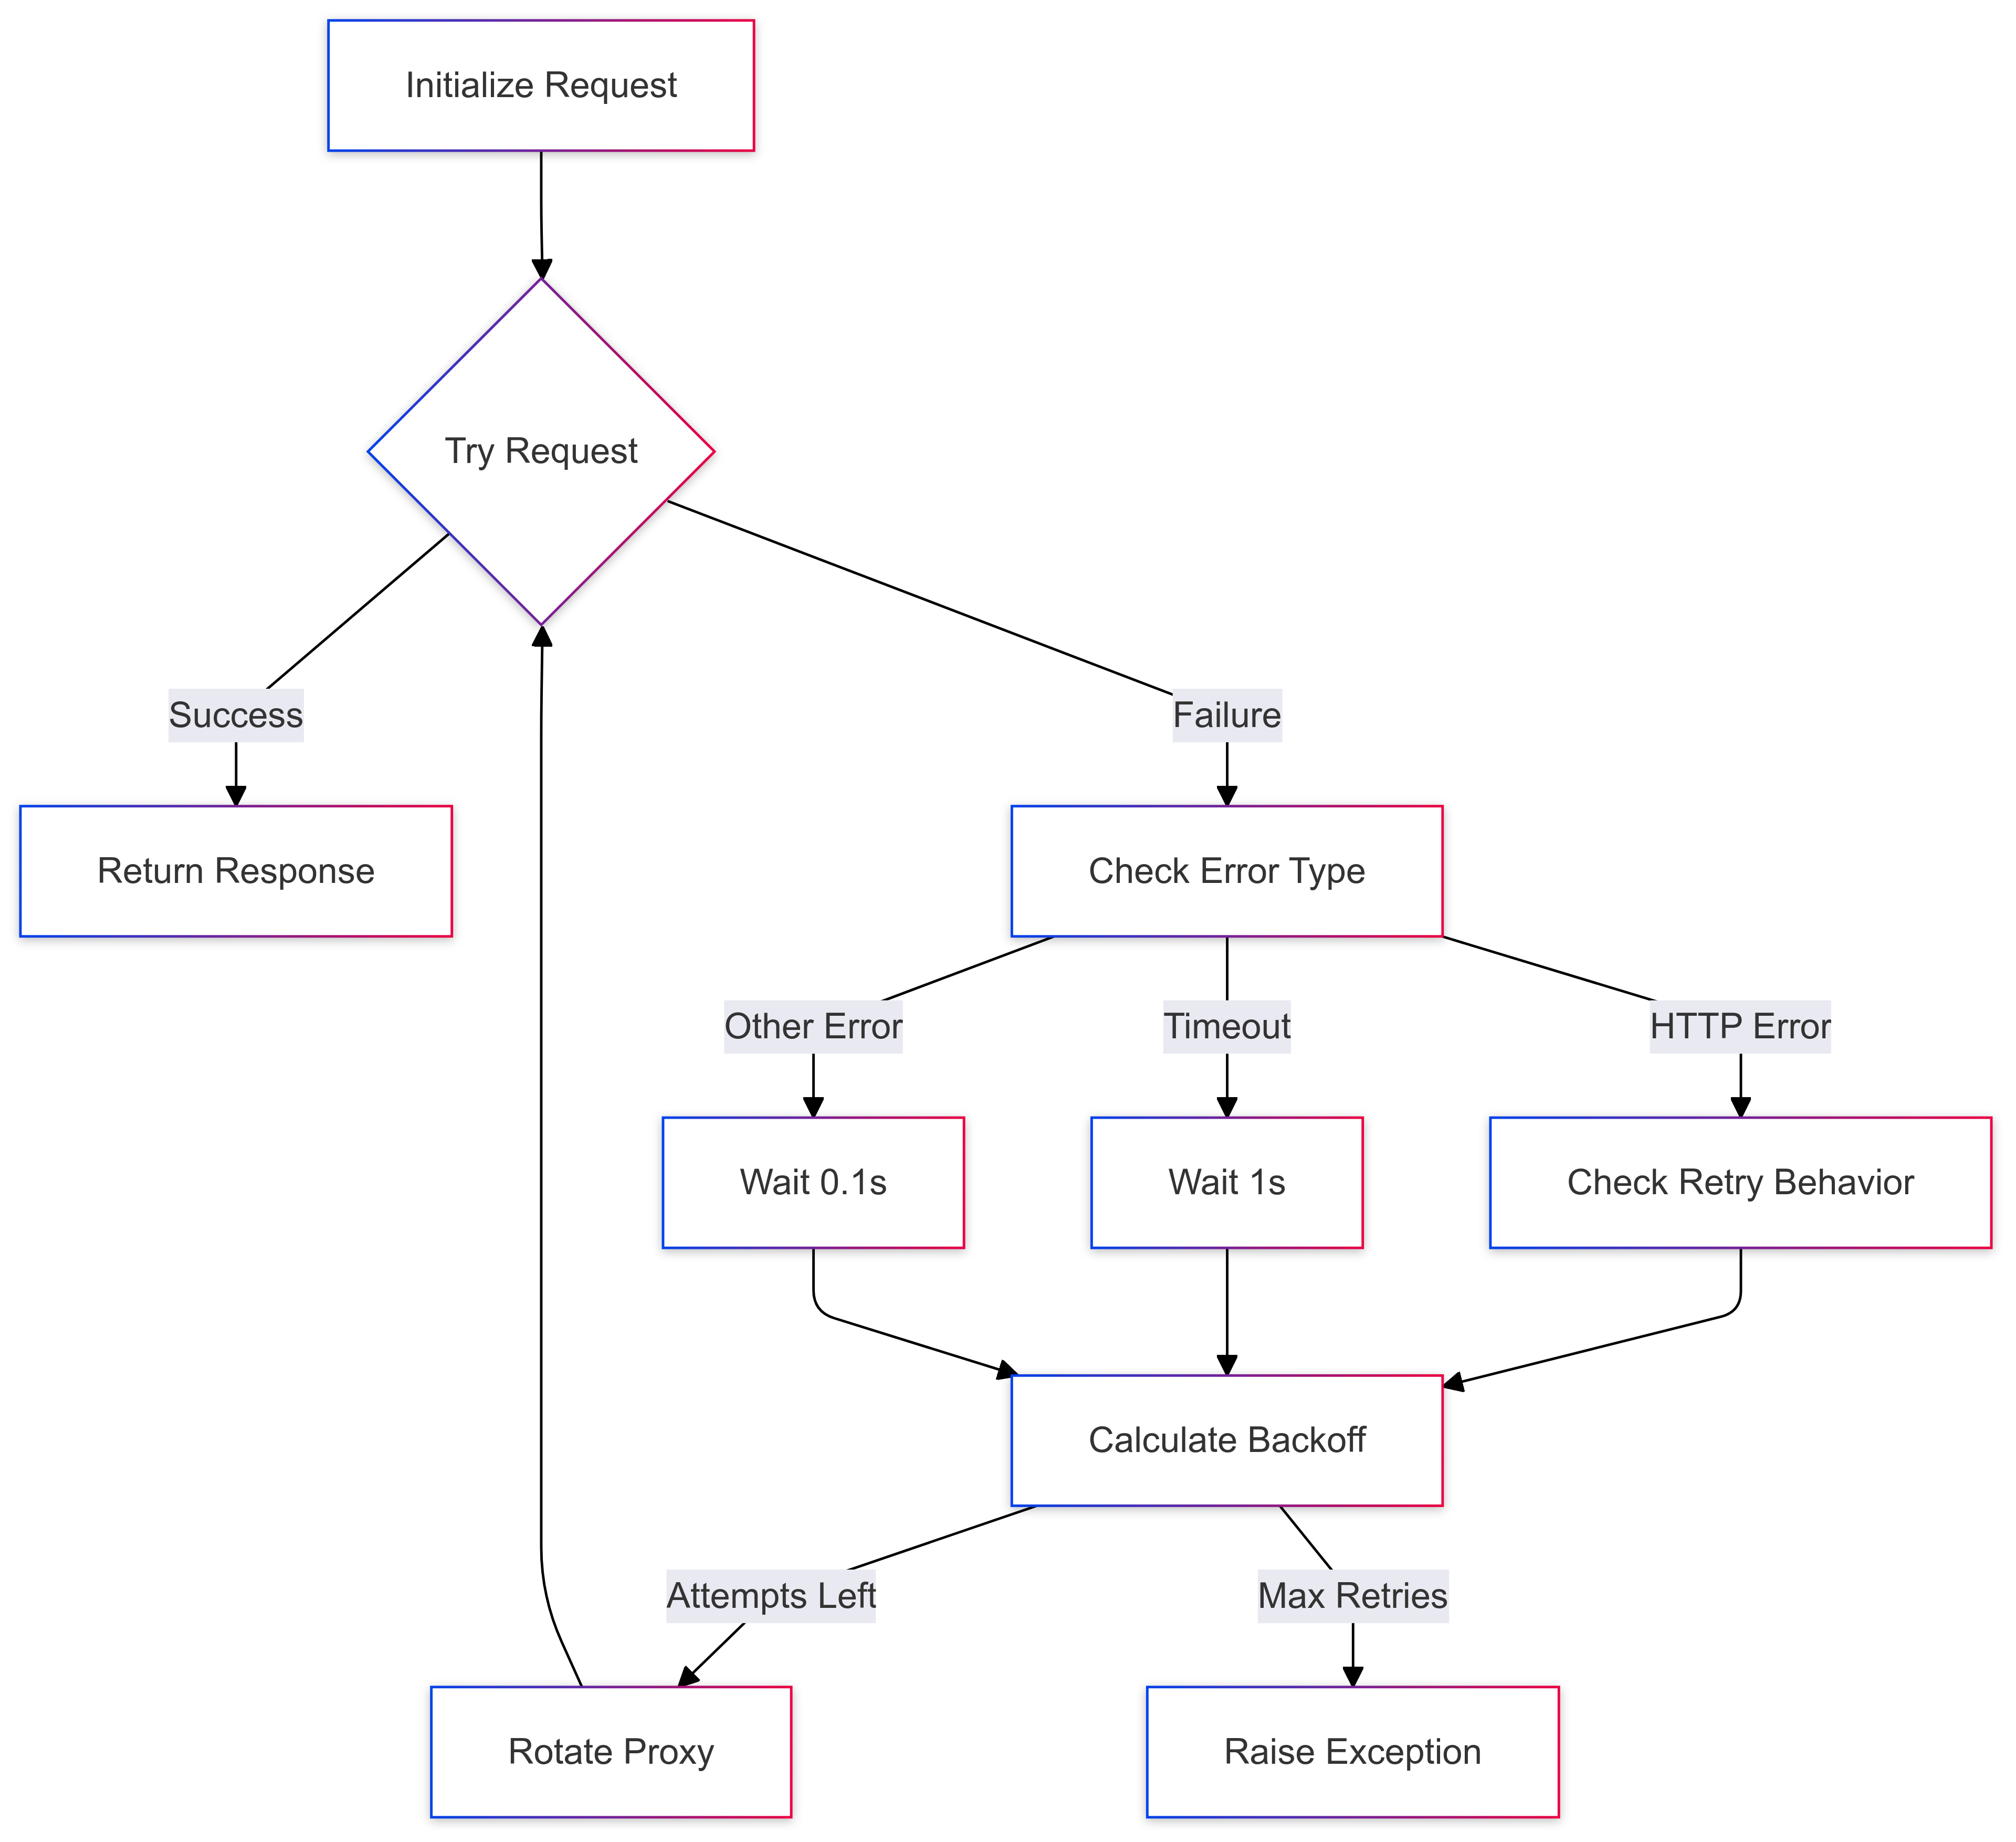 Initialize Request
Try Request
Success
Failure
Return Response
Check Error Type
Other Error
Timeout
HTTP Error
Wait 0.1s
Wait 1s
Check Retry Behavior
Calculate Backoff
Attempts Left
Max Retries
Rotate Proxy
Raise Exception